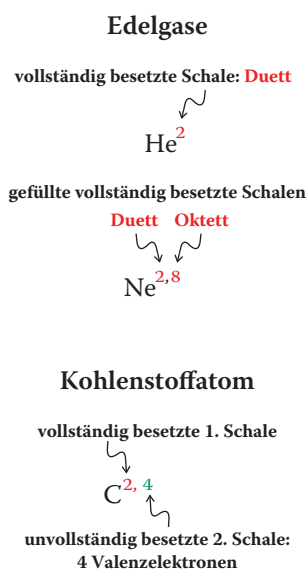 Edelgase
vollständig besetzte Schale: Duett
He2
gefüllte vollständig besetzte Schalen
Duett Oktett
Ne2,8
Kohlenstoffatom
vollständig besetzte 1. Schale
C2, 4
unvollständig besetzte 2. Schale:
4 Valenzelektronen